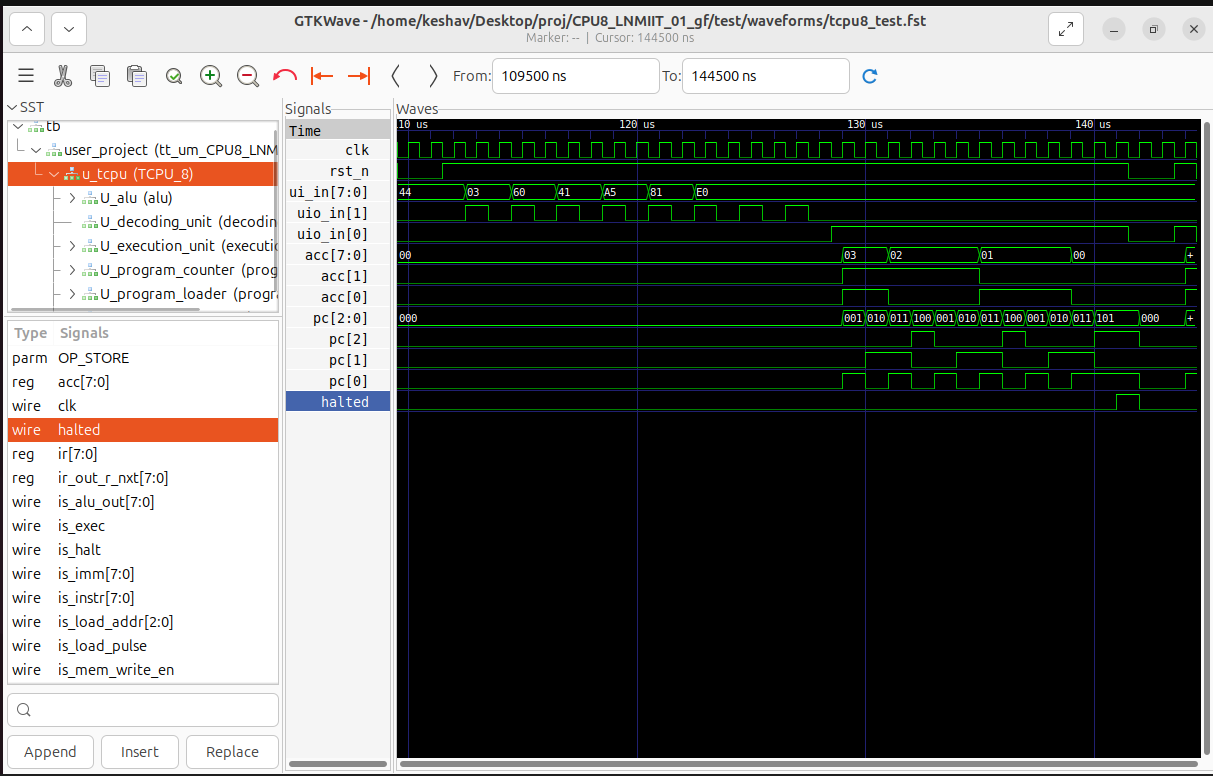 GTKWave - /home/keshav/Desktop/proj/CPU8_LNMIIT_01_gf/test/waveforms/tcpu8_test.fst
Marker: -- | Cursor: 144500 ns
From: 109500 ns To: 144500 ns
SST
tb
user_project (tt_um_CPU8_LNM
u_tcpu (TCPU_8)
U_alu (alu)
U_decoding_unit (decodin
U_execution_unit (executi
U_program_counter (prog
U_program_loader (progr
Type Signals
parm OP_STORE
reg acc[7:0]
wire clk
wire halted
reg ir[7:0]
reg ir_out_r_nxt[7:0]
wire is_alu_out[7:0]
wire is_exec
wire is_halt
wire is_imm[7:0]
wire is_instr[7:0]
wire is_load_addr[2:0]
wire is_load_pulse
wire is_mem_write_en
Append Insert Replace
Signals
Time
clk
rst_n
ui_in[7:0]
uio_in[1]
uio_in[0]
acc[7:0]
acc[1]
acc[0]
pc[2:0]
pc[2]
pc[1]
pc[0]
halted
Waves
10 us 120 us 130 us 140 us
44 03 60 41 A5 81 E0
00 03 02 01 00 +
000 001 010 011 100 001 010 011 100 001 010 011 101 000 +